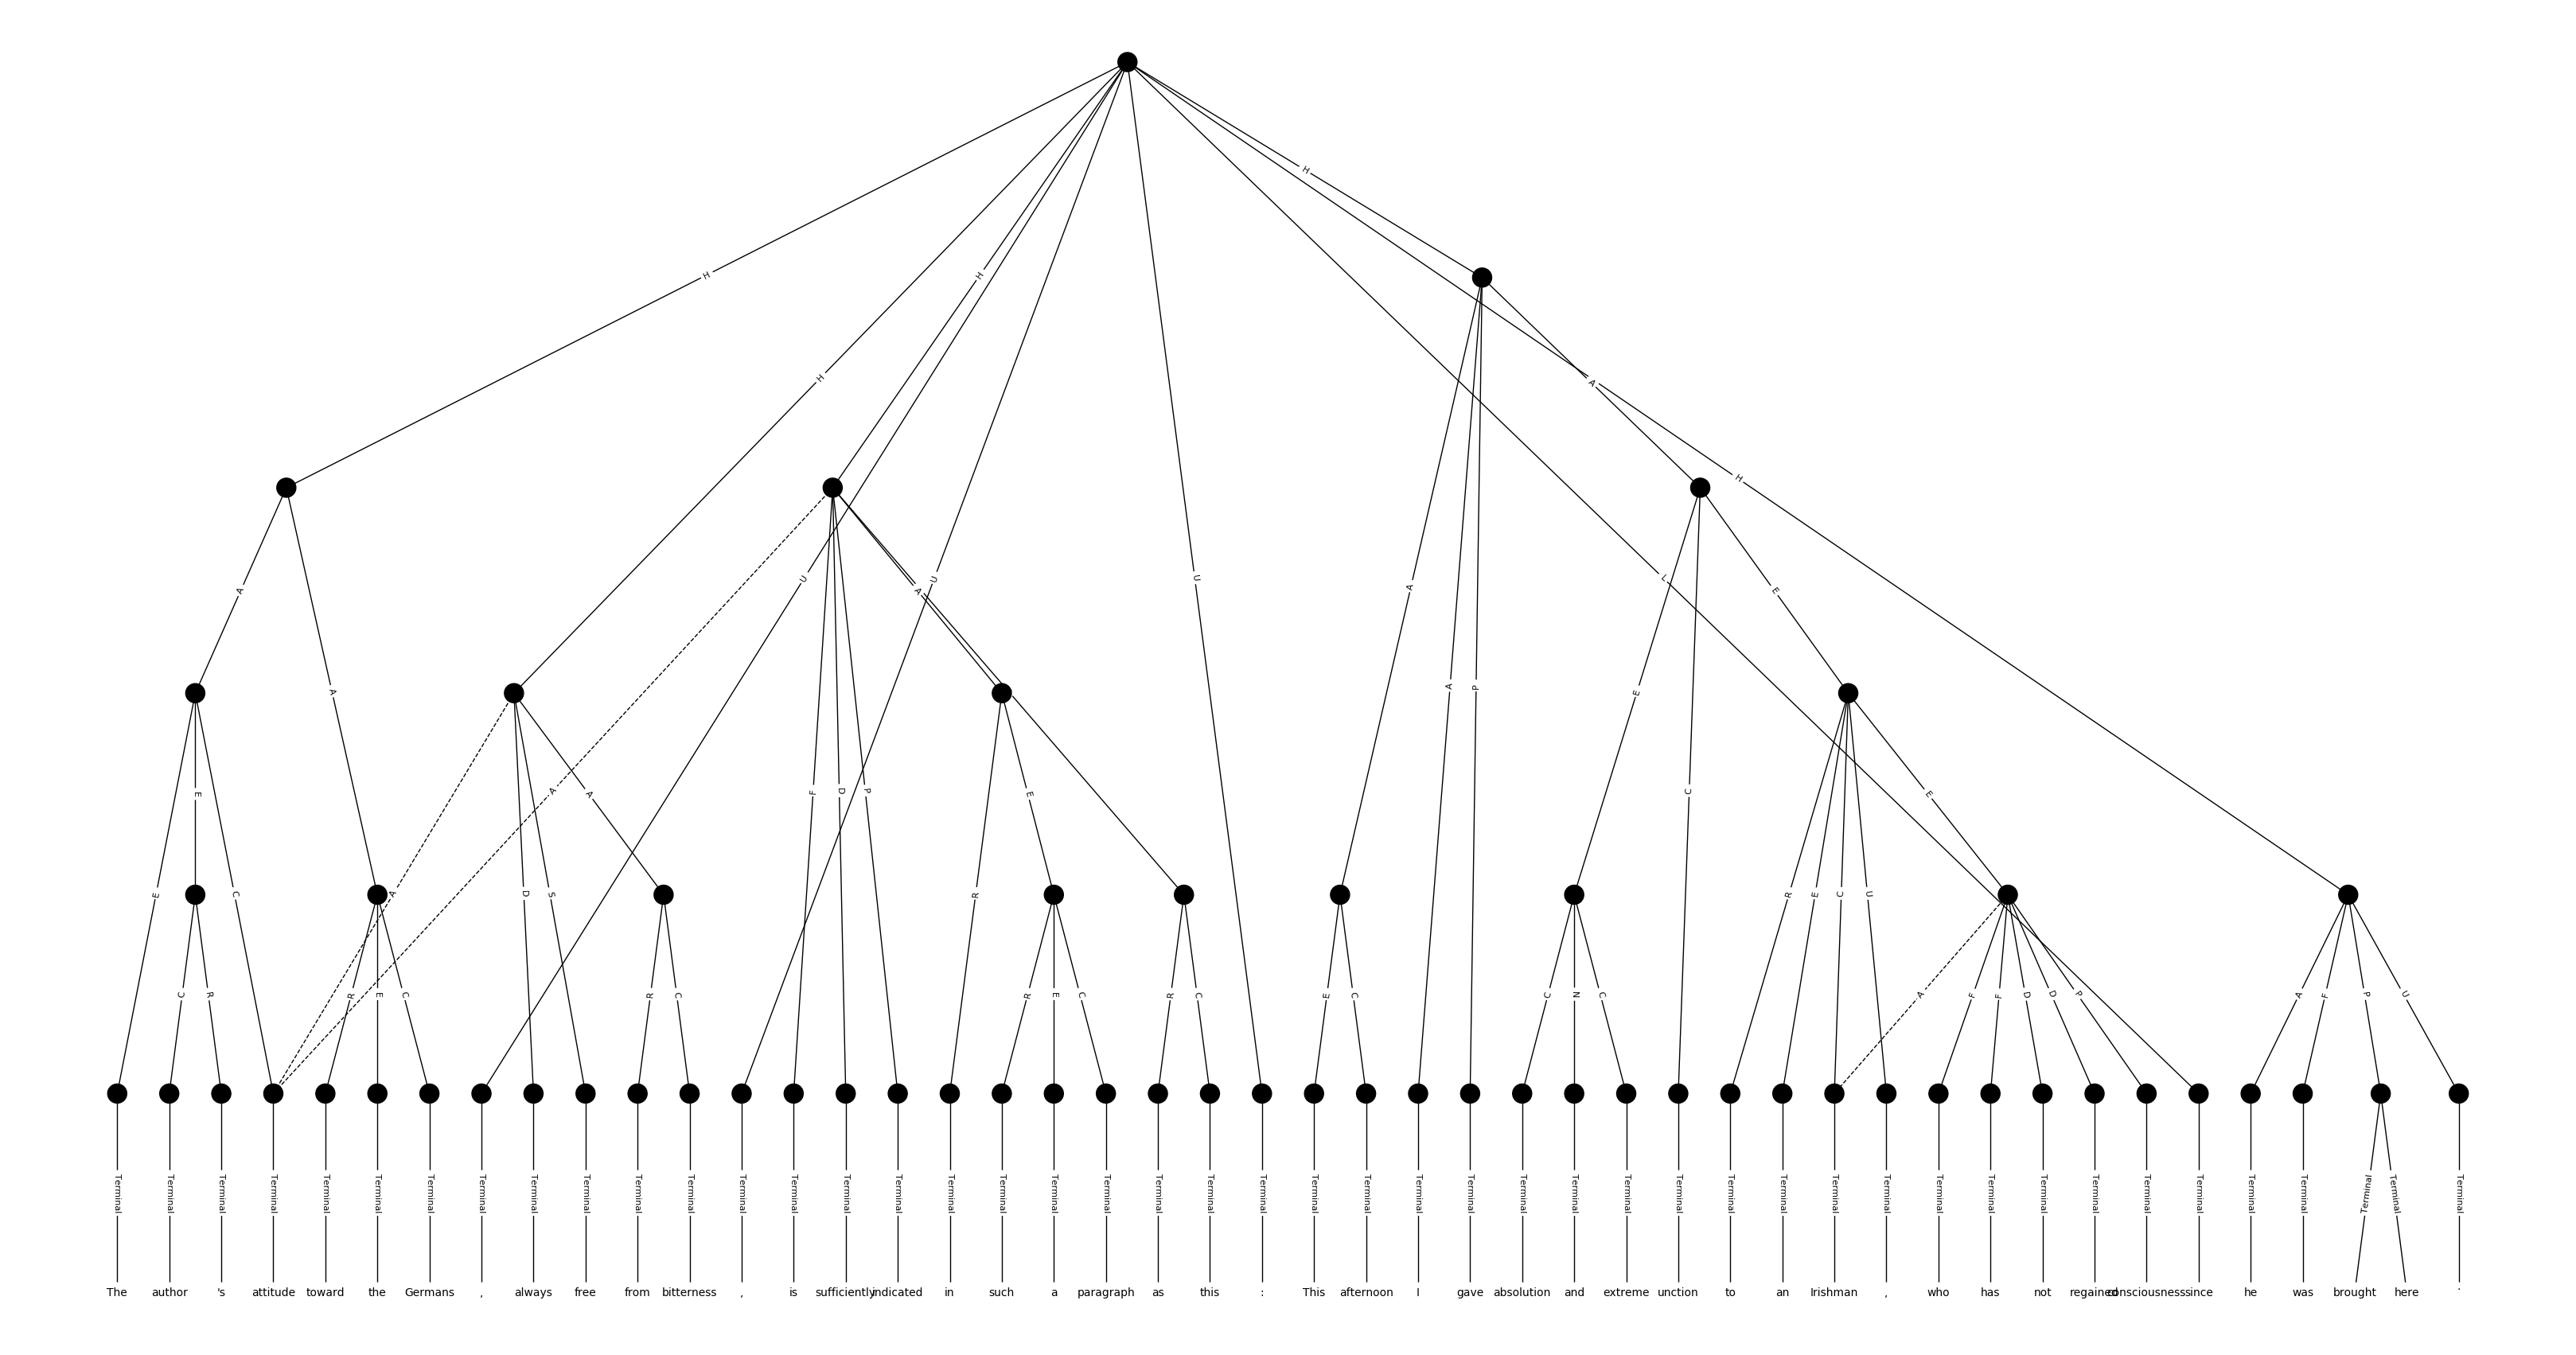 H
H H
H A
H
U U U L
A A A E
A A P E
E A A F D P E C E
E C A D S R R E C U
C R R E C R C R E C R C E C C N C A F F D D P A F P U
Terminal Terminal Terminal Terminal Terminal Terminal Terminal Terminal Terminal Terminal Terminal Terminal Terminal Terminal Terminal Terminal Terminal Terminal Terminal Terminal Terminal Terminal Terminal Terminal Terminal Terminal Terminal Terminal Terminal Terminal Terminal Terminal Terminal Terminal Terminal Terminal Terminal Terminal Terminal Terminal Terminal Terminal Terminal Terminal Terminal Terminal
The author 's attitude toward the Germans , always free from bitterness , is sufficiently indicated in such a paragraph as this : This afternoon I gave absolution and extreme unction to an Irishman , who has not regained consciousness since he was brought here .